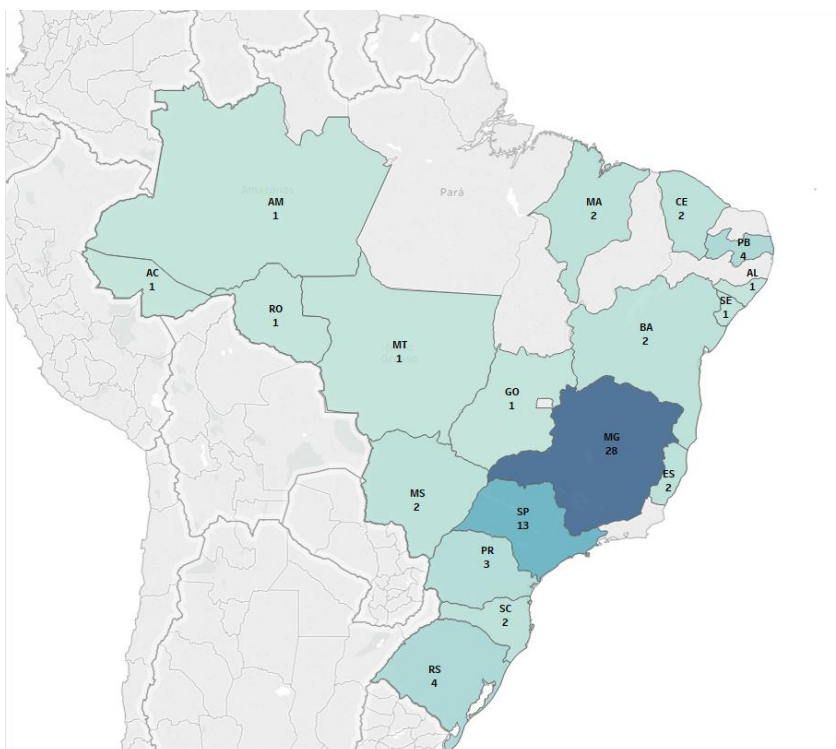 Amazonas
AM
1
Pará
MA
2
CE
2
PB
4
AL
1
SE
1
AC
1
RO
1
BA
2
MT
1
GO
1
MG
28
ES
2
MS
2
SP
13
PR
3
SC
2
RS
4